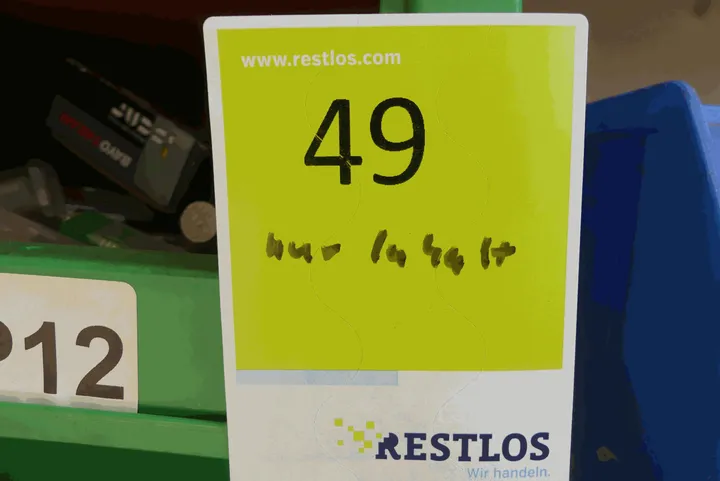 www.restlos.com
49
nur Inhalt
P12
RESTLOS
Wir handeln.